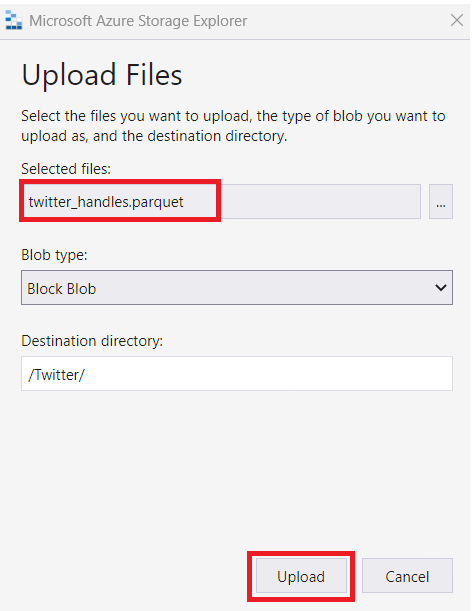 Microsoft Azure Storage Explorer
Upload Files
Select the files you want to upload, the type of blob you want to
upload as, and the destination directory.
Selected files:
twitter_handles.parquet
...
Blob type:
Block Blob
Destination directory:
/Twitter/
Upload
Cancel